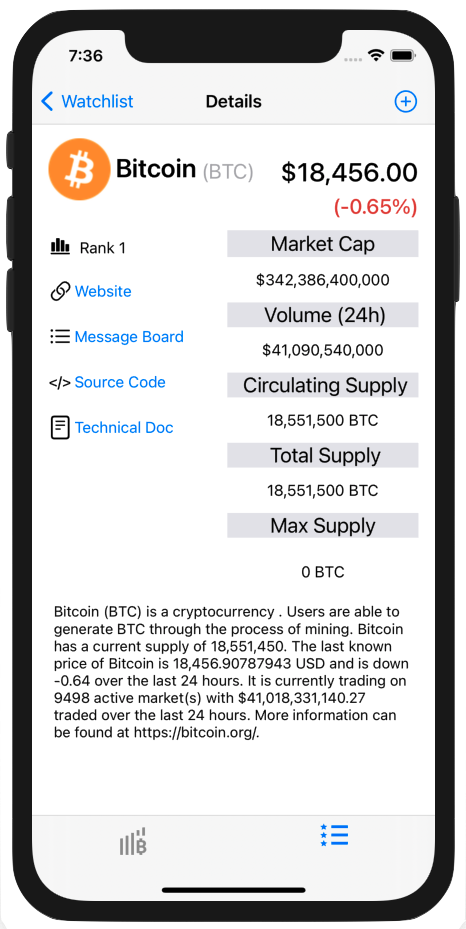 7:36
Watchlist
Details
Bitcoin (BTC)
$18,456.00
(-0.65%)
Rank 1
Website
Message Board
</> Source Code
Technical Doc
Market Cap
$342,386,400,000
Volume (24h)
$41,090,540,000
Circulating Supply
18,551,500 BTC
Total Supply
18,551,500 BTC
Max Supply
0 BTC
Bitcoin (BTC) is a cryptocurrency . Users are able to
generate BTC through the process of mining. Bitcoin
has a current supply of 18,551,450. The last known
price of Bitcoin is 18,456.90787943 USD and is down
-0.64 over the last 24 hours. It is currently trading on
9498 active market(s) with $41,018,331,140.27
traded over the last 24 hours. More information can
be found at https://bitcoin.org/.